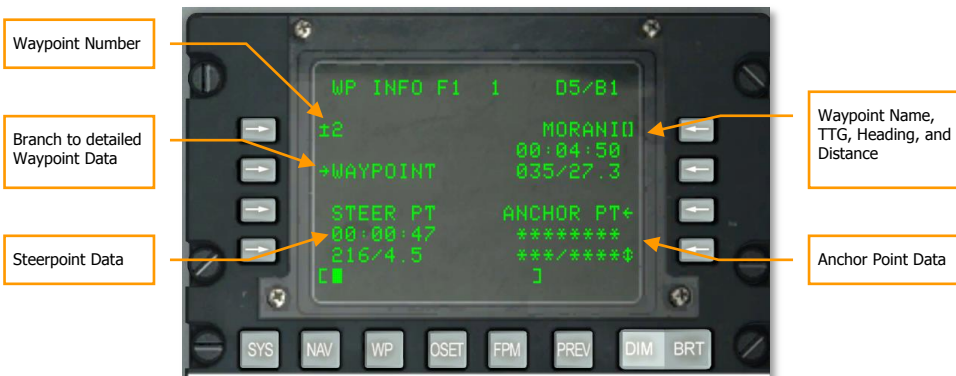 Waypoint Number
Branch to detailed
Waypoint Data
Steerpoint Data
WP INFO F1 1 D5/B1
±2 MORANI[]
00:04:50
→WAYPOINT 035/27.3
STEER PT ANCHOR PT←
00:00:47 ********
216/4.5 ***/****↕
[ ]
Waypoint Name,
TTG, Heading, and
Distance
Anchor Point Data
SYS NAV WP OSET FPM PREV DIM BRT